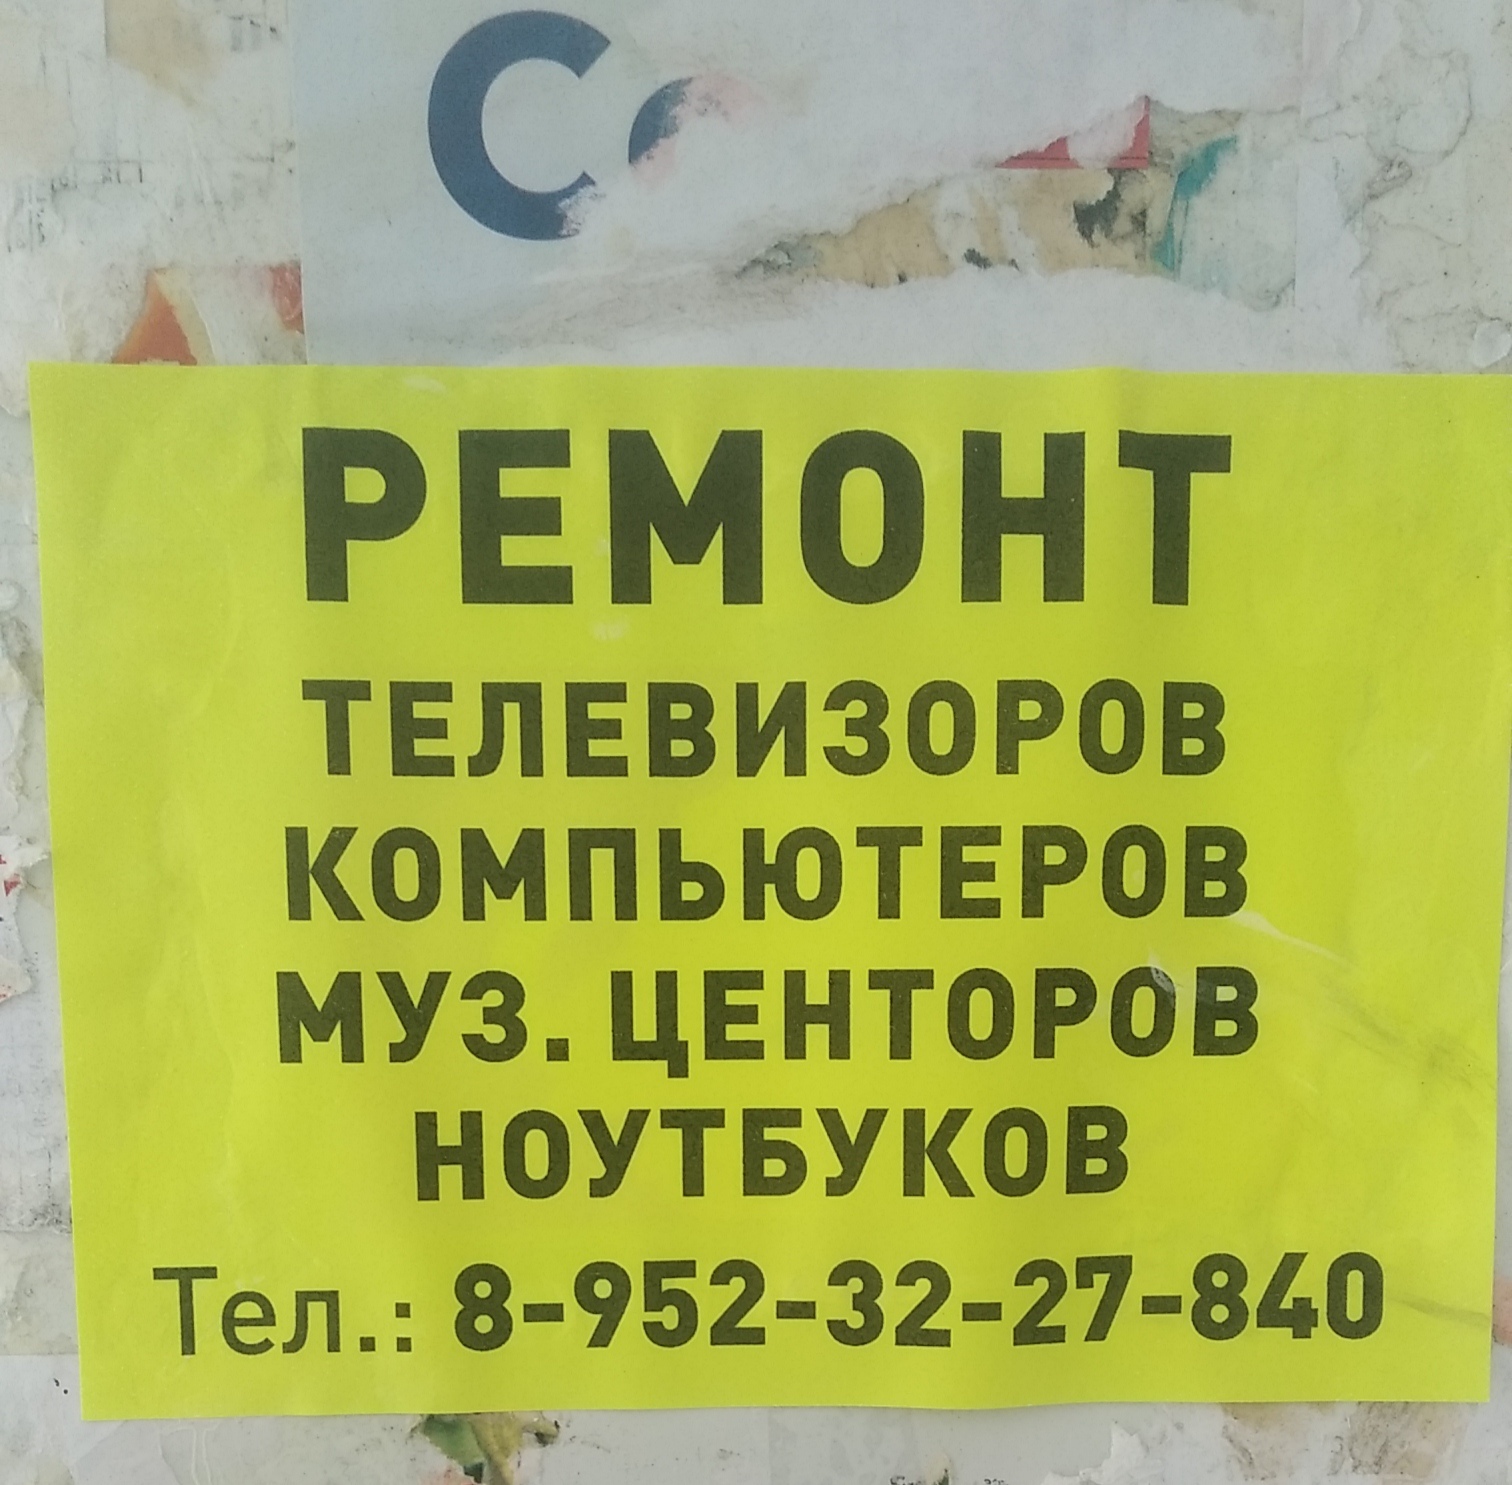 РЕМОНТ
ТЕЛЕВИЗОРОВ
КОМПЬЮТЕРОВ
МУЗ. ЦЕНТОРОВ
НОУТБУКОВ
Тел.: 8-952-32-27-840